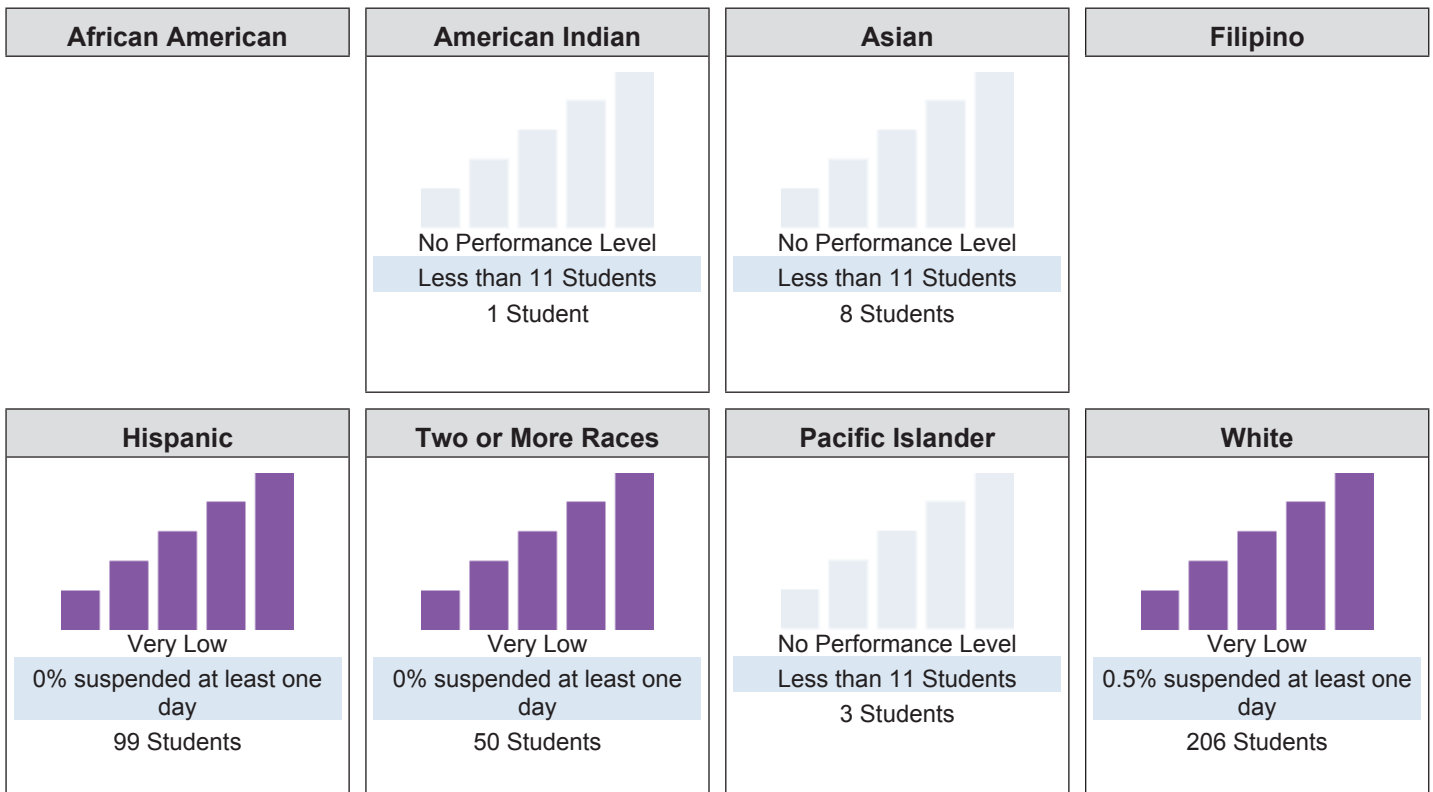 African American
American Indian
Asian
Filipino
No Performance Level
Less than 11 Students
1 Student
No Performance Level
Less than 11 Students
8 Students
Hispanic
Two or More Races
Pacific Islander
White
Very Low
0% suspended at least one
day
99 Students
Very Low
0% suspended at least one
day
50 Students
No Performance Level
Less than 11 Students
3 Students
Very Low
0.5% suspended at least one
day
206 Students